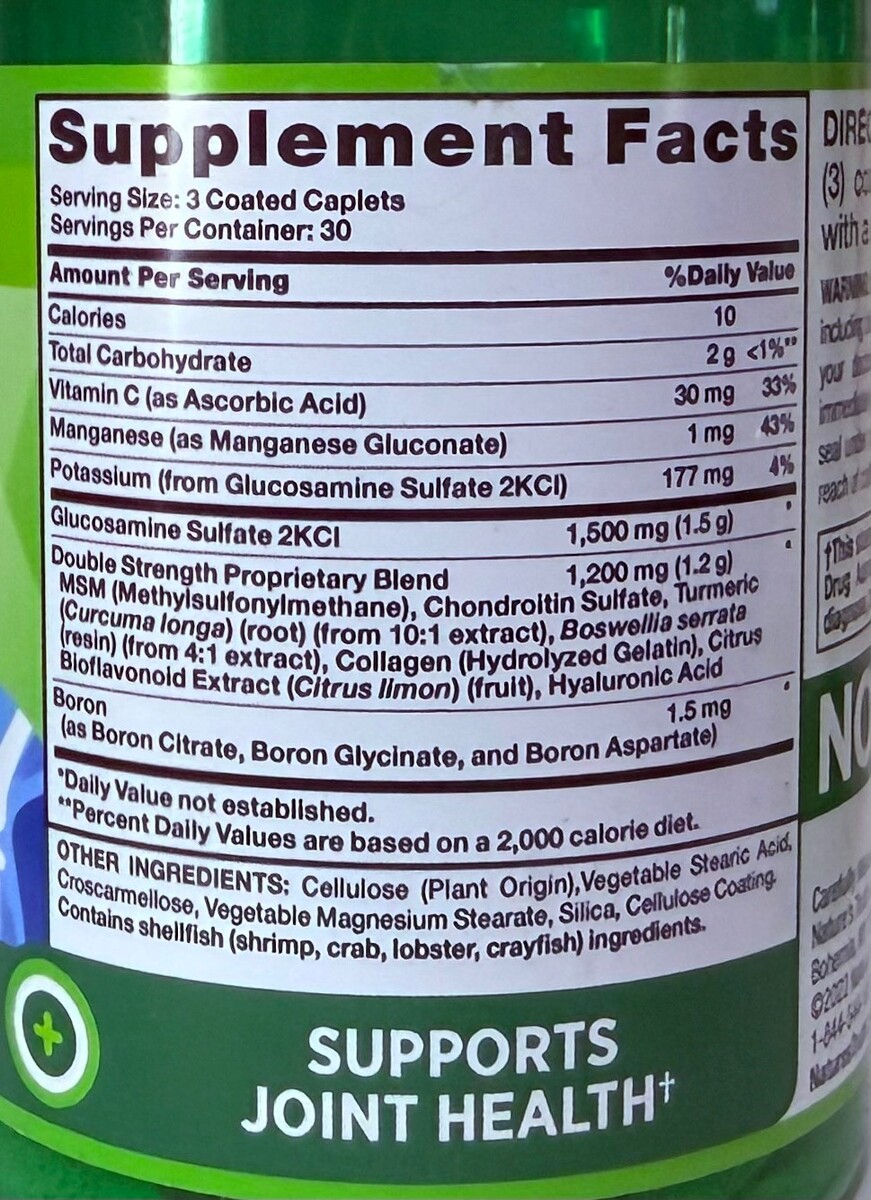 Supplement Facts
Serving Size: 3 Coated Caplets
Servings Per Container: 30
Amount Per Serving %Daily Value
Calories 10
Total Carbohydrate 2 g <1%**
Vitamin C (as Ascorbic Acid) 30 mg 33%
Manganese (as Manganese Gluconate) 1 mg 43%
Potassium (from Glucosamine Sulfate 2KCl) 177 mg 4%
Glucosamine Sulfate 2KCl 1,500 mg (1.5 g) *
Double Strength Proprietary Blend 1,200 mg (1.2 g) *
MSM (Methylsulfonylmethane), Chondroitin Sulfate, Turmeric
(Curcuma longa) (root) (from 10:1 extract), Boswellia serrata
(resin) (from 4:1 extract), Collagen (Hydrolyzed Gelatin), Citrus
Bioflavonoid Extract (Citrus limon) (fruit), Hyaluronic Acid
Boron 1.5 mg *
(as Boron Citrate, Boron Glycinate, and Boron Aspartate)
*Daily Value not established.
**Percent Daily Values are based on a 2,000 calorie diet.
OTHER INGREDIENTS: Cellulose (Plant Origin),Vegetable Stearic Acid,
Croscarmellose, Vegetable Magnesium Stearate, Silica, Cellulose Coating.
Contains shellfish (shrimp, crab, lobster, crayfish) ingredients.
SUPPORTS
JOINT HEALTH†
(3)
with a
including
your
†This
Drug
NO